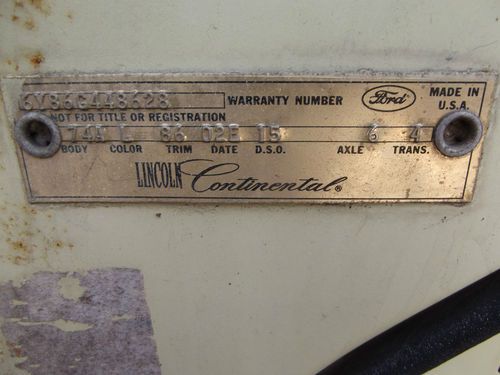 6Y86G448628 WARRANTY NUMBER Ford MADE IN U.S.A.
NOT FOR TITLE OR REGISTRATION
74A L 86 02E 15 6 4
BODY COLOR TRIM DATE D.S.O. AXLE TRANS.
LINCOLN Continental®